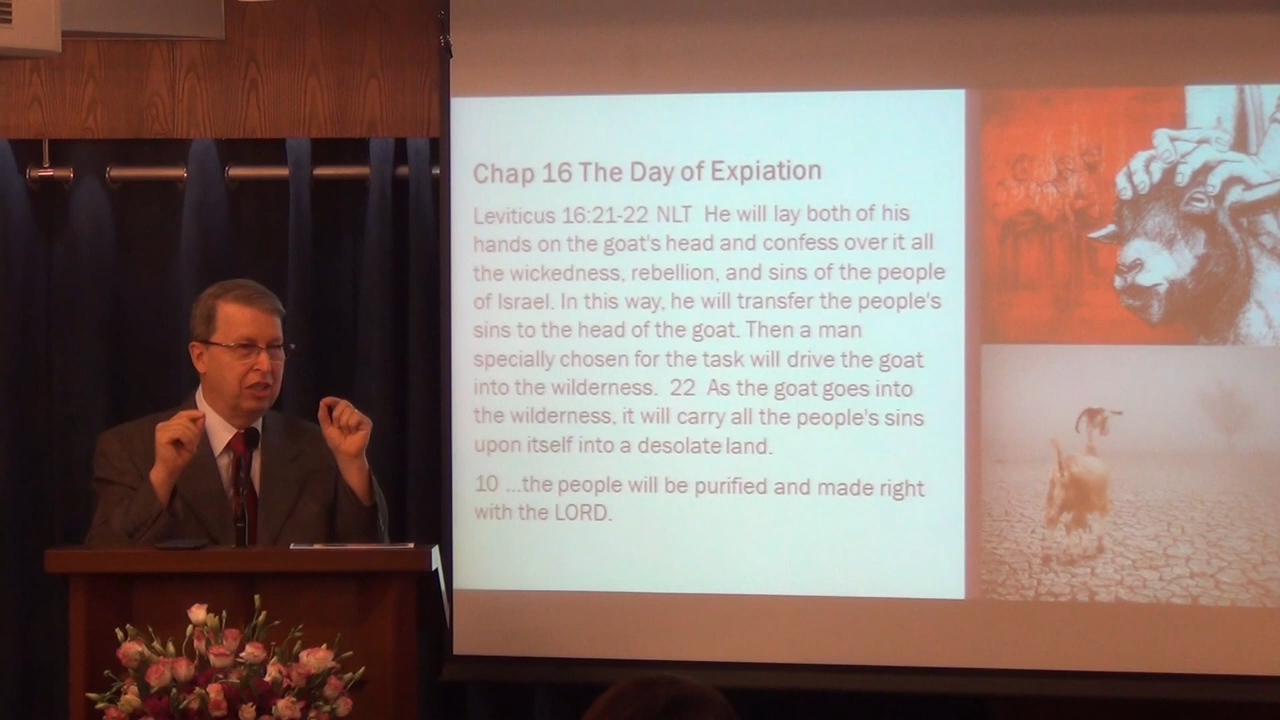 Chap 16 The Day of Expiation
Leviticus 16:21-22 NLT He will lay both of his
hands on the goat's head and confess over it all
the wickedness, rebellion, and sins of the people
of Israel. In this way, he will transfer the people's
sins to the head of the goat. Then a man
specially chosen for the task will drive the goat
into the wilderness. 22 As the goat goes into
the wilderness, it will carry all the people's sins
upon itself into a desolate land.
10 ...the people will be purified and made right
with the LORD.